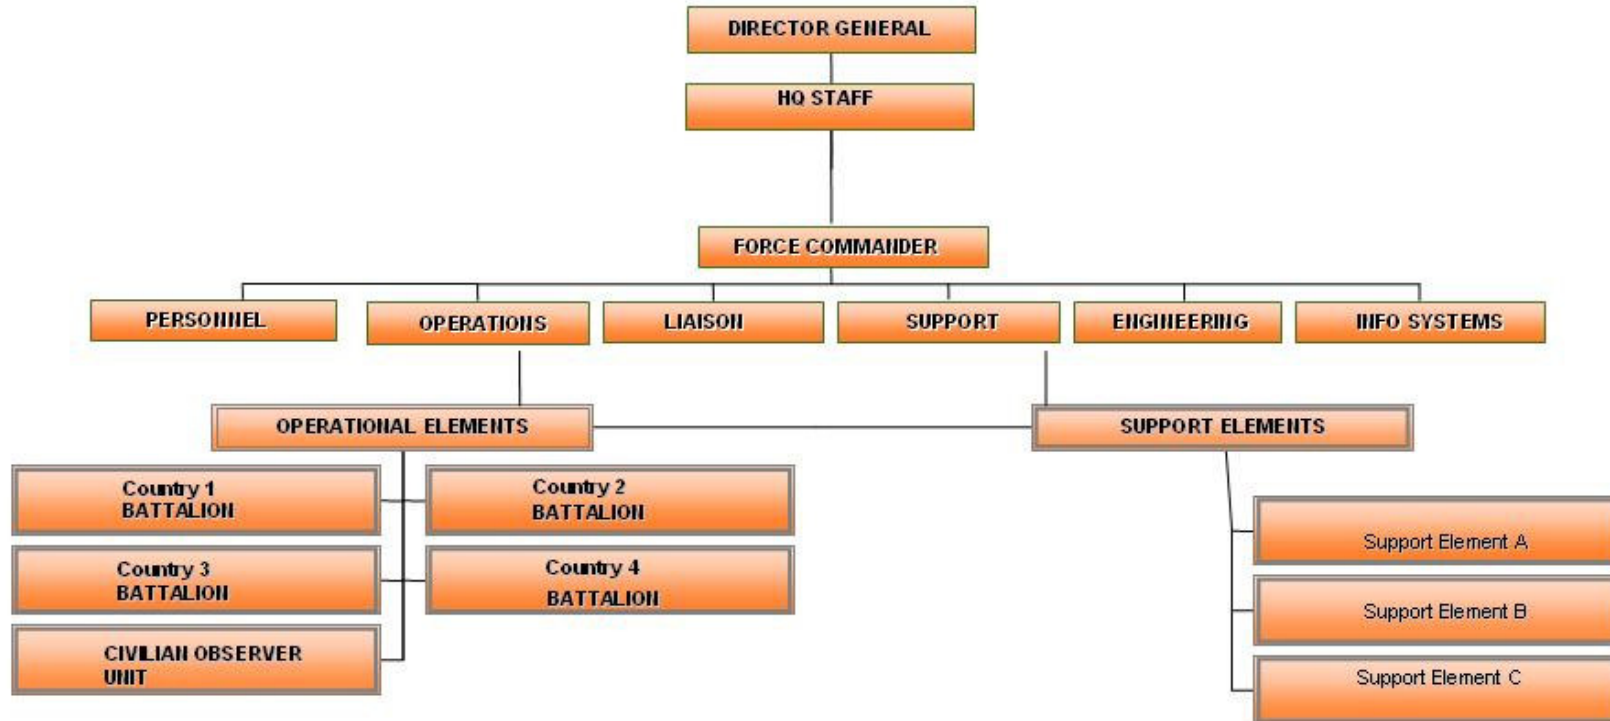 DIRECTOR GENERAL
HQ STAFF
FORCE COMMANDER
PERSONNEL
OPERATIONS
LIAISON
SUPPORT
ENGINEERING
INFO SYSTEMS
OPERATIONAL ELEMENTS
SUPPORT ELEMENTS
Country 1
BATTALION
Country 2
BATTALION
Country 3
BATTALION
Country 4
BATTALION
CIVILIAN OBSERVER
UNIT
Support Element A
Support Element B
Support Element C